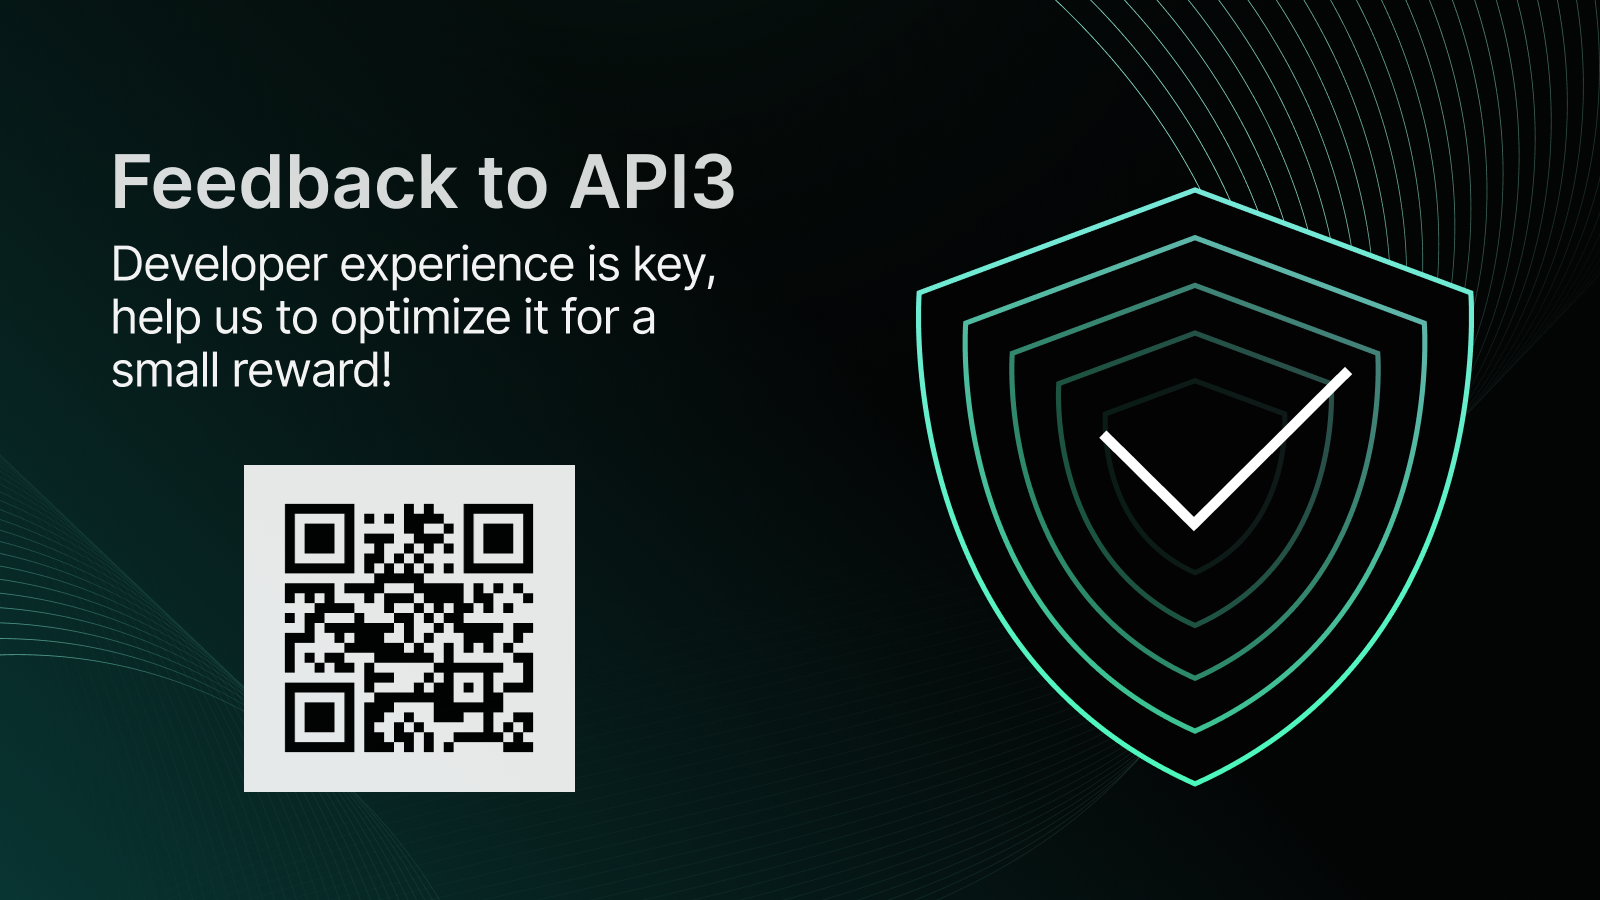 Feedback to API3
Developer experience is key,
help us to optimize it for a
small reward!